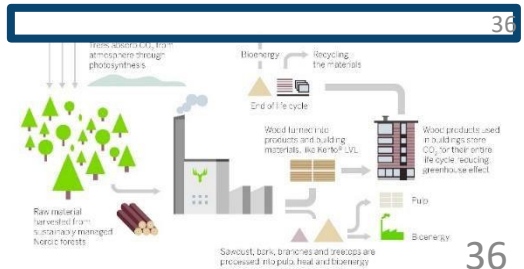 36
Trees absorb CO₂ from
atmosphere through
photosynthesis
Bioenergy
Recycling
the materials
End of life cycle
Wood turned into
products and building
materials, like Kerto® LVL
Wood products used
in buildings store
CO₂ for their entire
life cycle reducing
greenhouse effect
Raw material
harvested from
sustainably managed
Nordic forests
Pulp
Bioenergy
Sawdust, bark, branches and treetops are
processed into pulp, heat and bioenergy
36